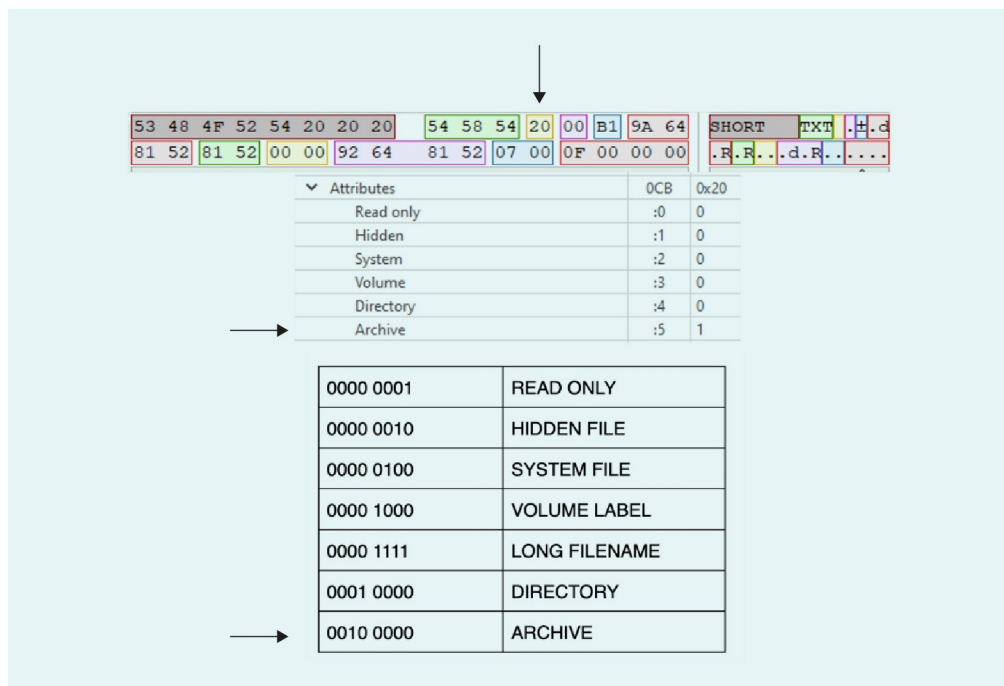 53 48 4F 52 54 20 20 20 54 58 54 20 00 B1 9A 64 SHORT TXT .±.d
81 52 81 52 00 00 92 64 81 52 07 00 0F 00 00 00 .R.R...d.R......
Attributes 0CB 0x20
Read only :0 0
Hidden :1 0
System :2 0
Volume :3 0
Directory :4 0
Archive :5 1
0000 0001 READ ONLY
0000 0010 HIDDEN FILE
0000 0100 SYSTEM FILE
0000 1000 VOLUME LABEL
0000 1111 LONG FILENAME
0001 0000 DIRECTORY
0010 0000 ARCHIVE